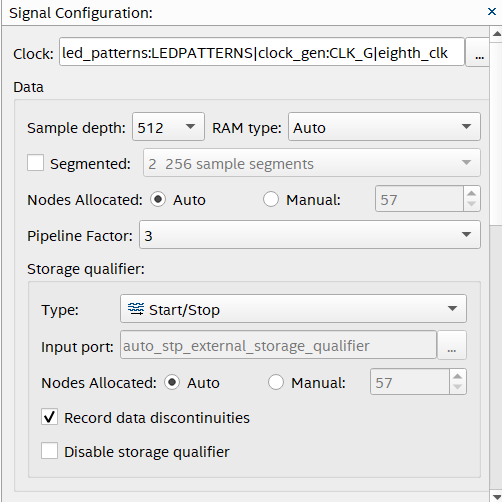 Signal Configuration:
Clock: led_patterns:LEDPATTERNS|clock_gen:CLK_G|eighth_clk ...
Data
Sample depth: 512 RAM type: Auto
Segmented: 2 256 sample segments
Nodes Allocated: Auto Manual: 57
Pipeline Factor: 3
Storage qualifier:
Type: Start/Stop
Input port: auto_stp_external_storage_qualifier ...
Nodes Allocated: Auto Manual: 57
Record data discontinuities
Disable storage qualifier